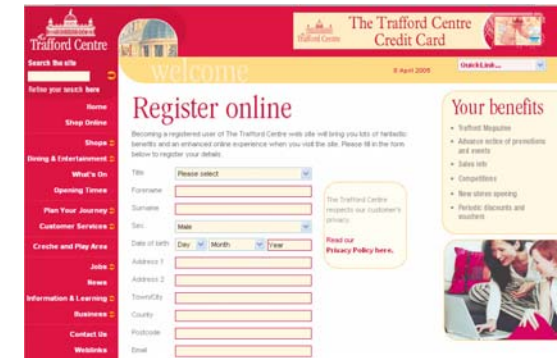 The
Trafford Centre
Search the site
Refine your search here
Home
Shop Online
Shops
Dining & Entertainment
What's On
Opening Times
Plan Your Journey
Customer Services
Creche and Play Area
Jobs
News
Information & Learning
Business
Contact Us
Weblinks
Trafford Centre
The Trafford Centre
Credit Card
welcome
8 April 2005
Quick Link...
Register online
Becoming a registered user of The Trafford Centre web site will bring you lots of fantastic
benefits and an enhanced online experience when you visit the site. Please fill in the form
below to register your details.
Title Please select
Forename
Surname
Sex: Male
Date of birth Day Month Year
Address 1
Address 2
Town/City
County
Postcode
Email
The Trafford Centre
respects our customer's
privacy.
Read our
Privacy Policy here.
Your benefits
Trafford Magazine
Advance notice of promotions
and events
Sales info
Competitions
New stores opening
Periodic discounts and
vouchers